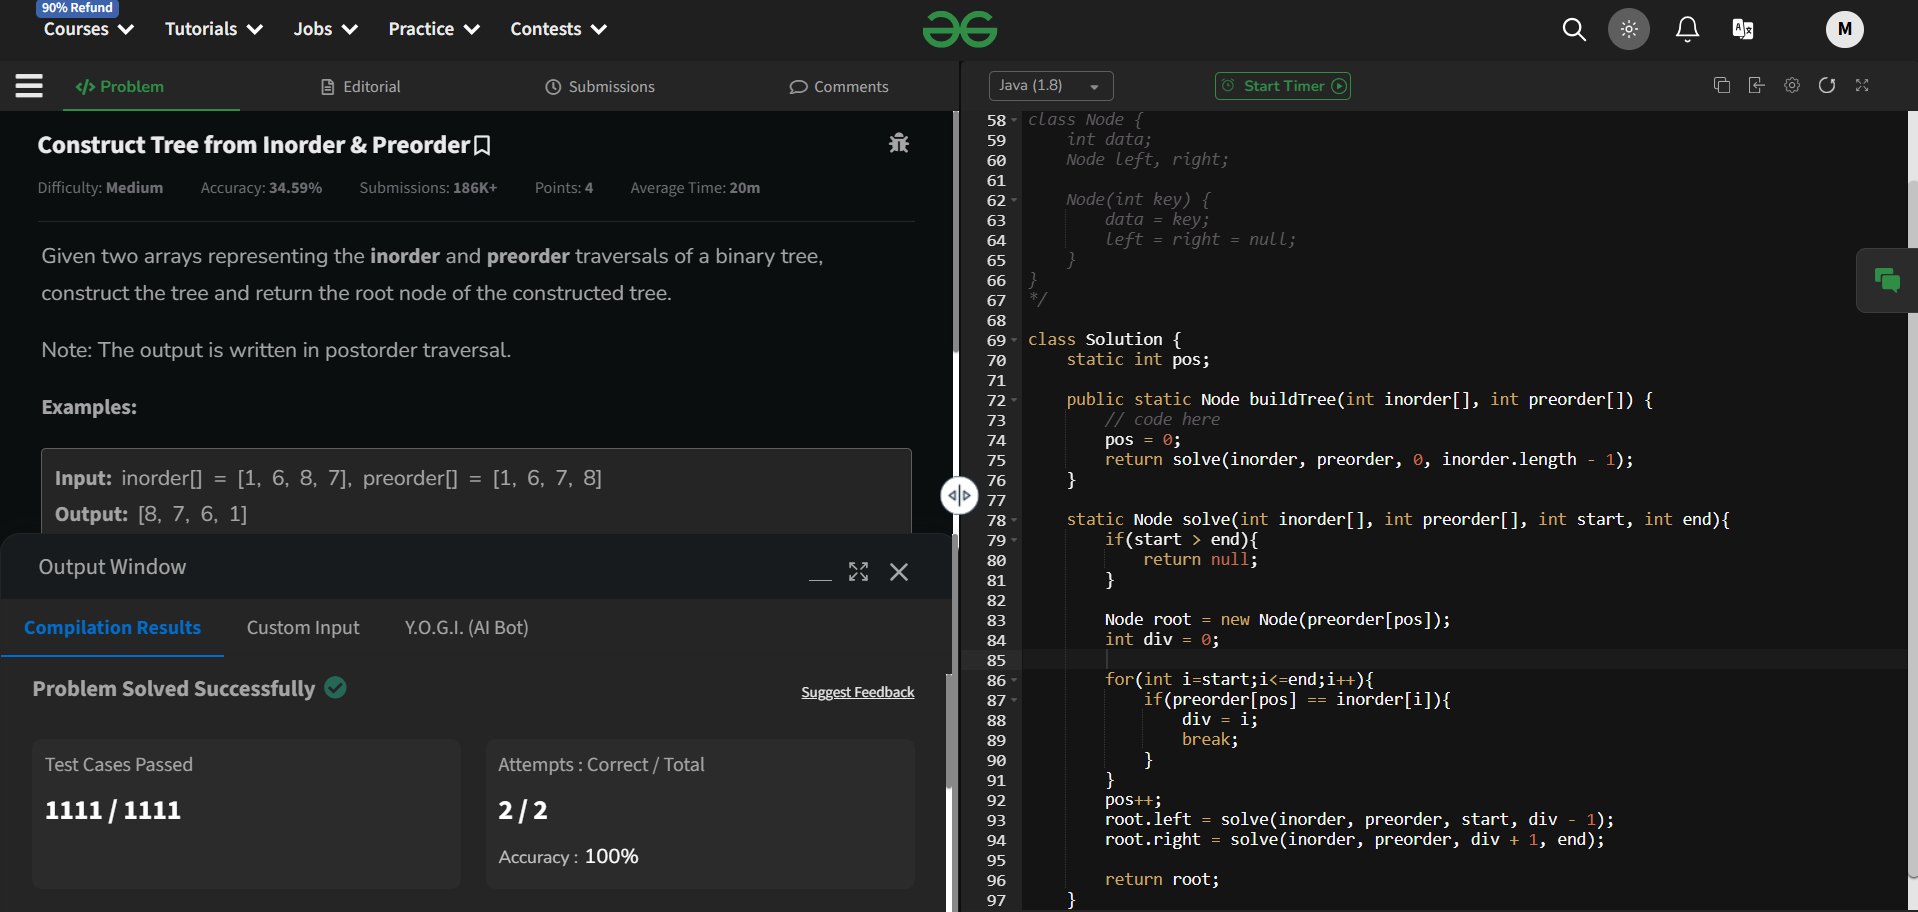 90% Refund
Courses Tutorials Jobs Practice Contests
M
Problem Editorial Submissions Comments
Java (1.8) Start Timer
Construct Tree from Inorder & Preorder
Difficulty: Medium Accuracy: 34.59% Submissions: 186K+ Points: 4 Average Time: 20m
Given two arrays representing the inorder and preorder traversals of a binary tree,
construct the tree and return the root node of the constructed tree.
Note: The output is written in postorder traversal.
Examples:
Input: inorder[] = [1, 6, 8, 7], preorder[] = [1, 6, 7, 8]
Output: [8, 7, 6, 1]
Output Window
Compilation Results Custom Input Y.O.G.I. (AI Bot)
Problem Solved Successfully
Suggest Feedback
Test Cases Passed
1111 / 1111
Attempts : Correct / Total
2 / 2
Accuracy : 100%
58 class Node {
59     int data;
60     Node left, right;
61
62     Node(int key) {
63         data = key;
64         left = right = null;
65     }
66 }
67 */
68
69 class Solution {
70     static int pos;
71
72     public static Node buildTree(int inorder[], int preorder[]) {
73         // code here
74         pos = 0;
75         return solve(inorder, preorder, 0, inorder.length - 1);
76     }
77
78     static Node solve(int inorder[], int preorder[], int start, int end){
79         if(start > end){
80             return null;
81         }
82
83         Node root = new Node(preorder[pos]);
84         int div = 0;
85
86         for(int i=start;i<=end;i++){
87             if(preorder[pos] == inorder[i]){
88                 div = i;
89                 break;
90             }
91         }
92         pos++;
93         root.left = solve(inorder, preorder, start, div - 1);
94         root.right = solve(inorder, preorder, div + 1, end);
95
96         return root;
97     }